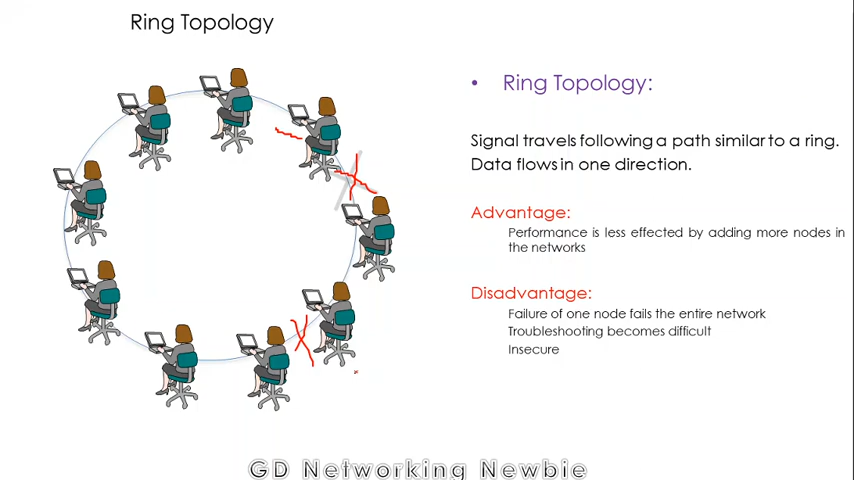 Ring Topology
• Ring Topology:
Signal travels following a path similar to a ring.
Data flows in one direction.
Advantage:
Performance is less effected by adding more nodes in
the networks
Disadvantage:
Failure of one node fails the entire network
Troubleshooting becomes difficult
Insecure
GD Networking Newbie